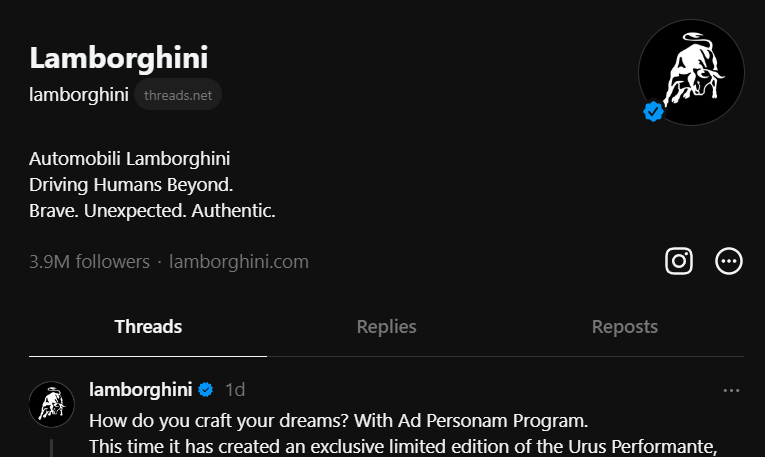 Lamborghini
lamborghini threads.net
Automobili Lamborghini
Driving Humans Beyond.
Brave. Unexpected. Authentic.
3.9M followers · lamborghini.com
Threads Replies Reposts
lamborghini 1d
How do you craft your dreams? With Ad Personam Program.
This time it has created an exclusive limited edition of the Urus Performante,